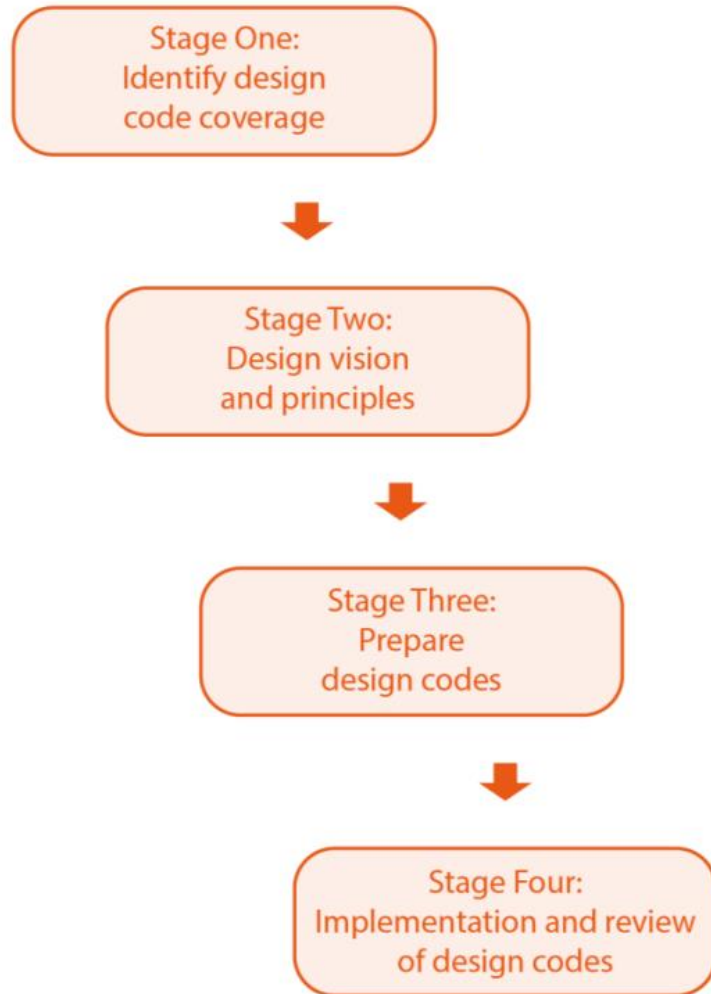 Stage One:
Identify design
code coverage
Stage Two:
Design vision
and principles
Stage Three:
Prepare
design codes
Stage Four:
Implementation and review
of design codes